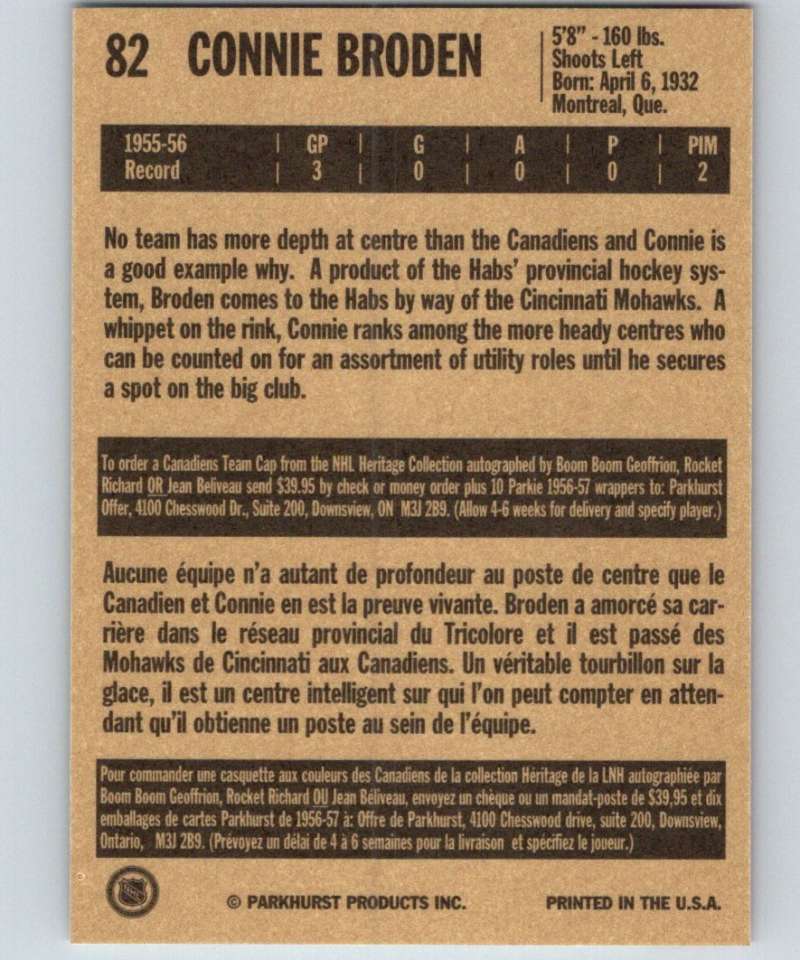 82 CONNIE BRODEN
5'8" - 160 lbs.
Shoots Left
Born: April 6, 1932
Montreal, Que.
1955-56 | GP | G | A | P | PIM
Record | 3 | 0 | 0 | 0 | 2
No team has more depth at centre than the Canadiens and Connie is
a good example why. A product of the Habs' provincial hockey sys-
tem, Broden comes to the Habs by way of the Cincinnati Mohawks. A
whippet on the rink, Connie ranks among the more heady centres who
can be counted on for an assortment of utility roles until he secures
a spot on the big club.
To order a Canadiens Team Cap from the NHL Heritage Collection autographed by Boom Boom Geoffrion, Rocket
Richard OR Jean Beliveau send $39.95 by check or money order plus 10 Parkie 1956-57 wrappers to: Parkhurst
Offer, 4100 Chesswood Dr., Suite 200, Downsview, ON M3J 2B9. (Allow 4-6 weeks for delivery and specify player.)
Aucune équipe n'a autant de profondeur au poste de centre que le
Canadien et Connie en est la preuve vivante. Broden a amorcé sa car-
rière dans le réseau provincial du Tricolore et il est passé des
Mohawks de Cincinnati aux Canadiens. Un véritable tourbillon sur la
glace, il est un centre intelligent sur qui l'on peut compter en atten-
dant qu'il obtienne un poste au sein de l'équipe.
Pour commander une casquette aux couleurs des Canadiens de la collection Héritage de la LNH autographiée par
Boom Boom Geoffrion, Rocket Richard OU Jean Béliveau, envoyez un chèque ou un mandat-poste de $39,95 et dix
emballages de cartes Parkhurst de 1956-57 à: Offre de Parkhurst, 4100 Chesswood drive, suite 200, Downsview,
Ontario, M3J 2B9. (Prévoyez un délai de 4 à 6 semaines pour la livraison et spécifiez le joueur.)
NHL
© PARKHURST PRODUCTS INC. PRINTED IN THE U.S.A.